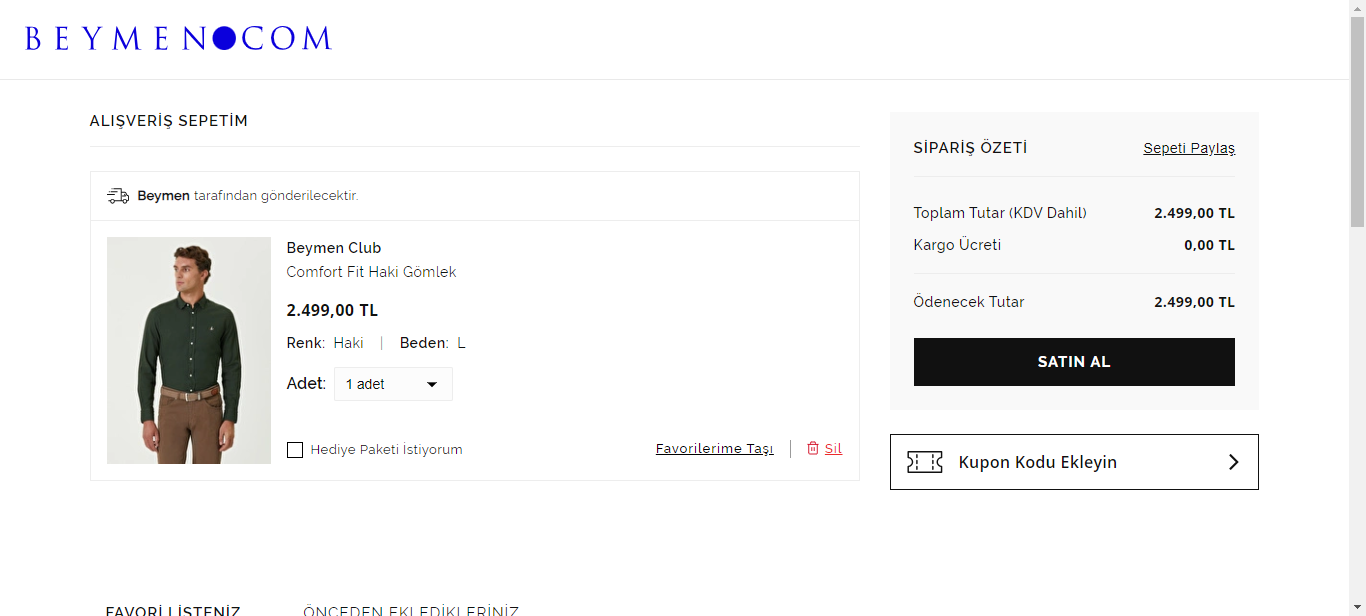 BEYMEN COM
ALIŞVERİŞ SEPETİM
Beymen tarafından gönderilecektir.
Beymen Club
Comfort Fit Haki Gömlek
2.499,00 TL
Renk: Haki | Beden: L
Adet: 1 adet
Hediye Paketi İstiyorum
Favorilerime Taşı | Sil
SİPARİŞ ÖZETİ
Sepeti Paylaş
Toplam Tutar (KDV Dahil) 2.499,00 TL
Kargo Ücreti 0,00 TL
Ödenecek Tutar 2.499,00 TL
SATIN AL
Kupon Kodu Ekleyin
FAVORİ LİSTENİZ ÖNCEDEN EKLEDİKLERİNİZ